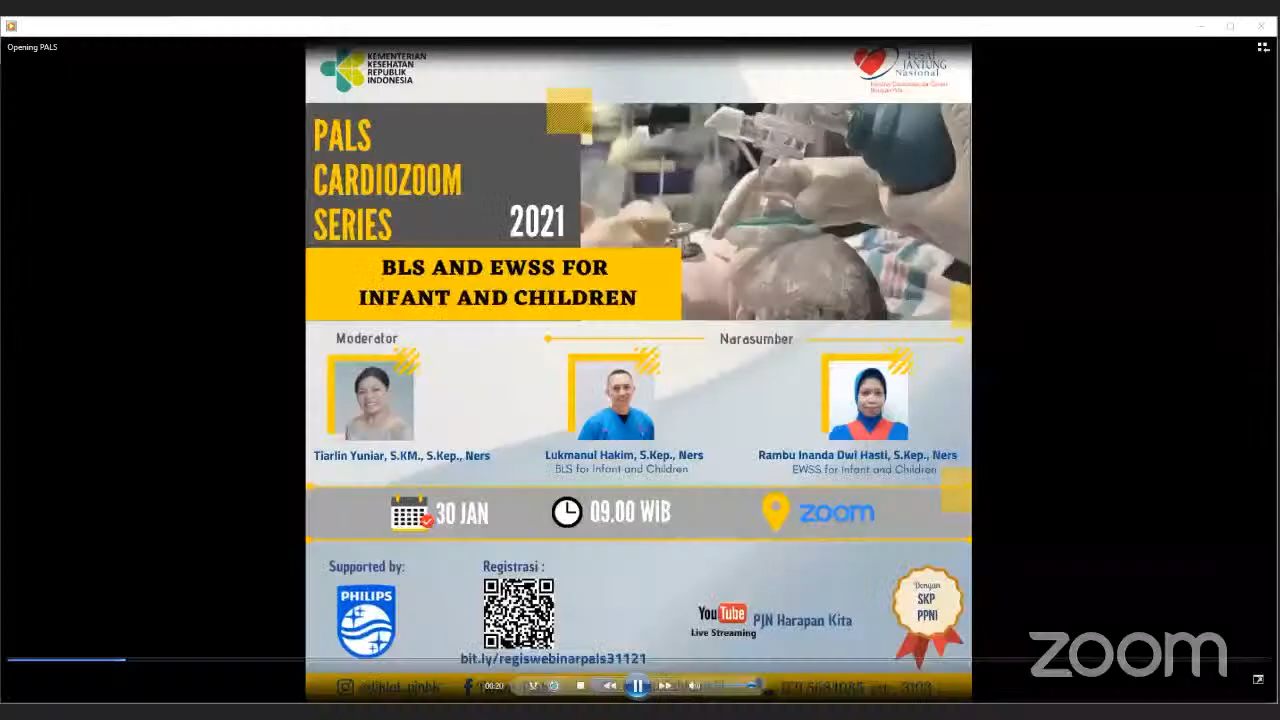 Opening PALS
KEMENTERIAN
KESEHATAN
REPUBLIK
INDONESIA
PUSAT
JANTUNG
Nasional
PALS
CARDIOZOOM
SERIES
2021
BLS AND EWSS FOR
INFANT AND CHILDREN
Moderator
Narasumber
Tiarlin Yuniar, S.KM., S.Kep., Ners
Lukmanul Hakim, S.Kep., Ners
BLS for Infant and Children
Rambu Inanda Dwi Hasti, S.Kep., Ners
EWSS for Infant and Children
30 JAN
09.00 WIB
zoom
Supported by:
PHILIPS
Registrasi :
bit.ly/regiswebinarpals31121
YouTube
Live Streaming
PJN Harapan Kita
Dengan
SKP
PPNI
zoom
00:20